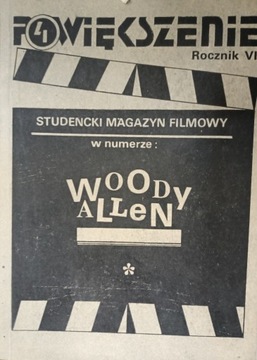 POWIĘKSZENIE
Rocznik VI
STUDENCKI MAGAZYN FILMOWY
w numerze:
WOODY
ALLEN
*